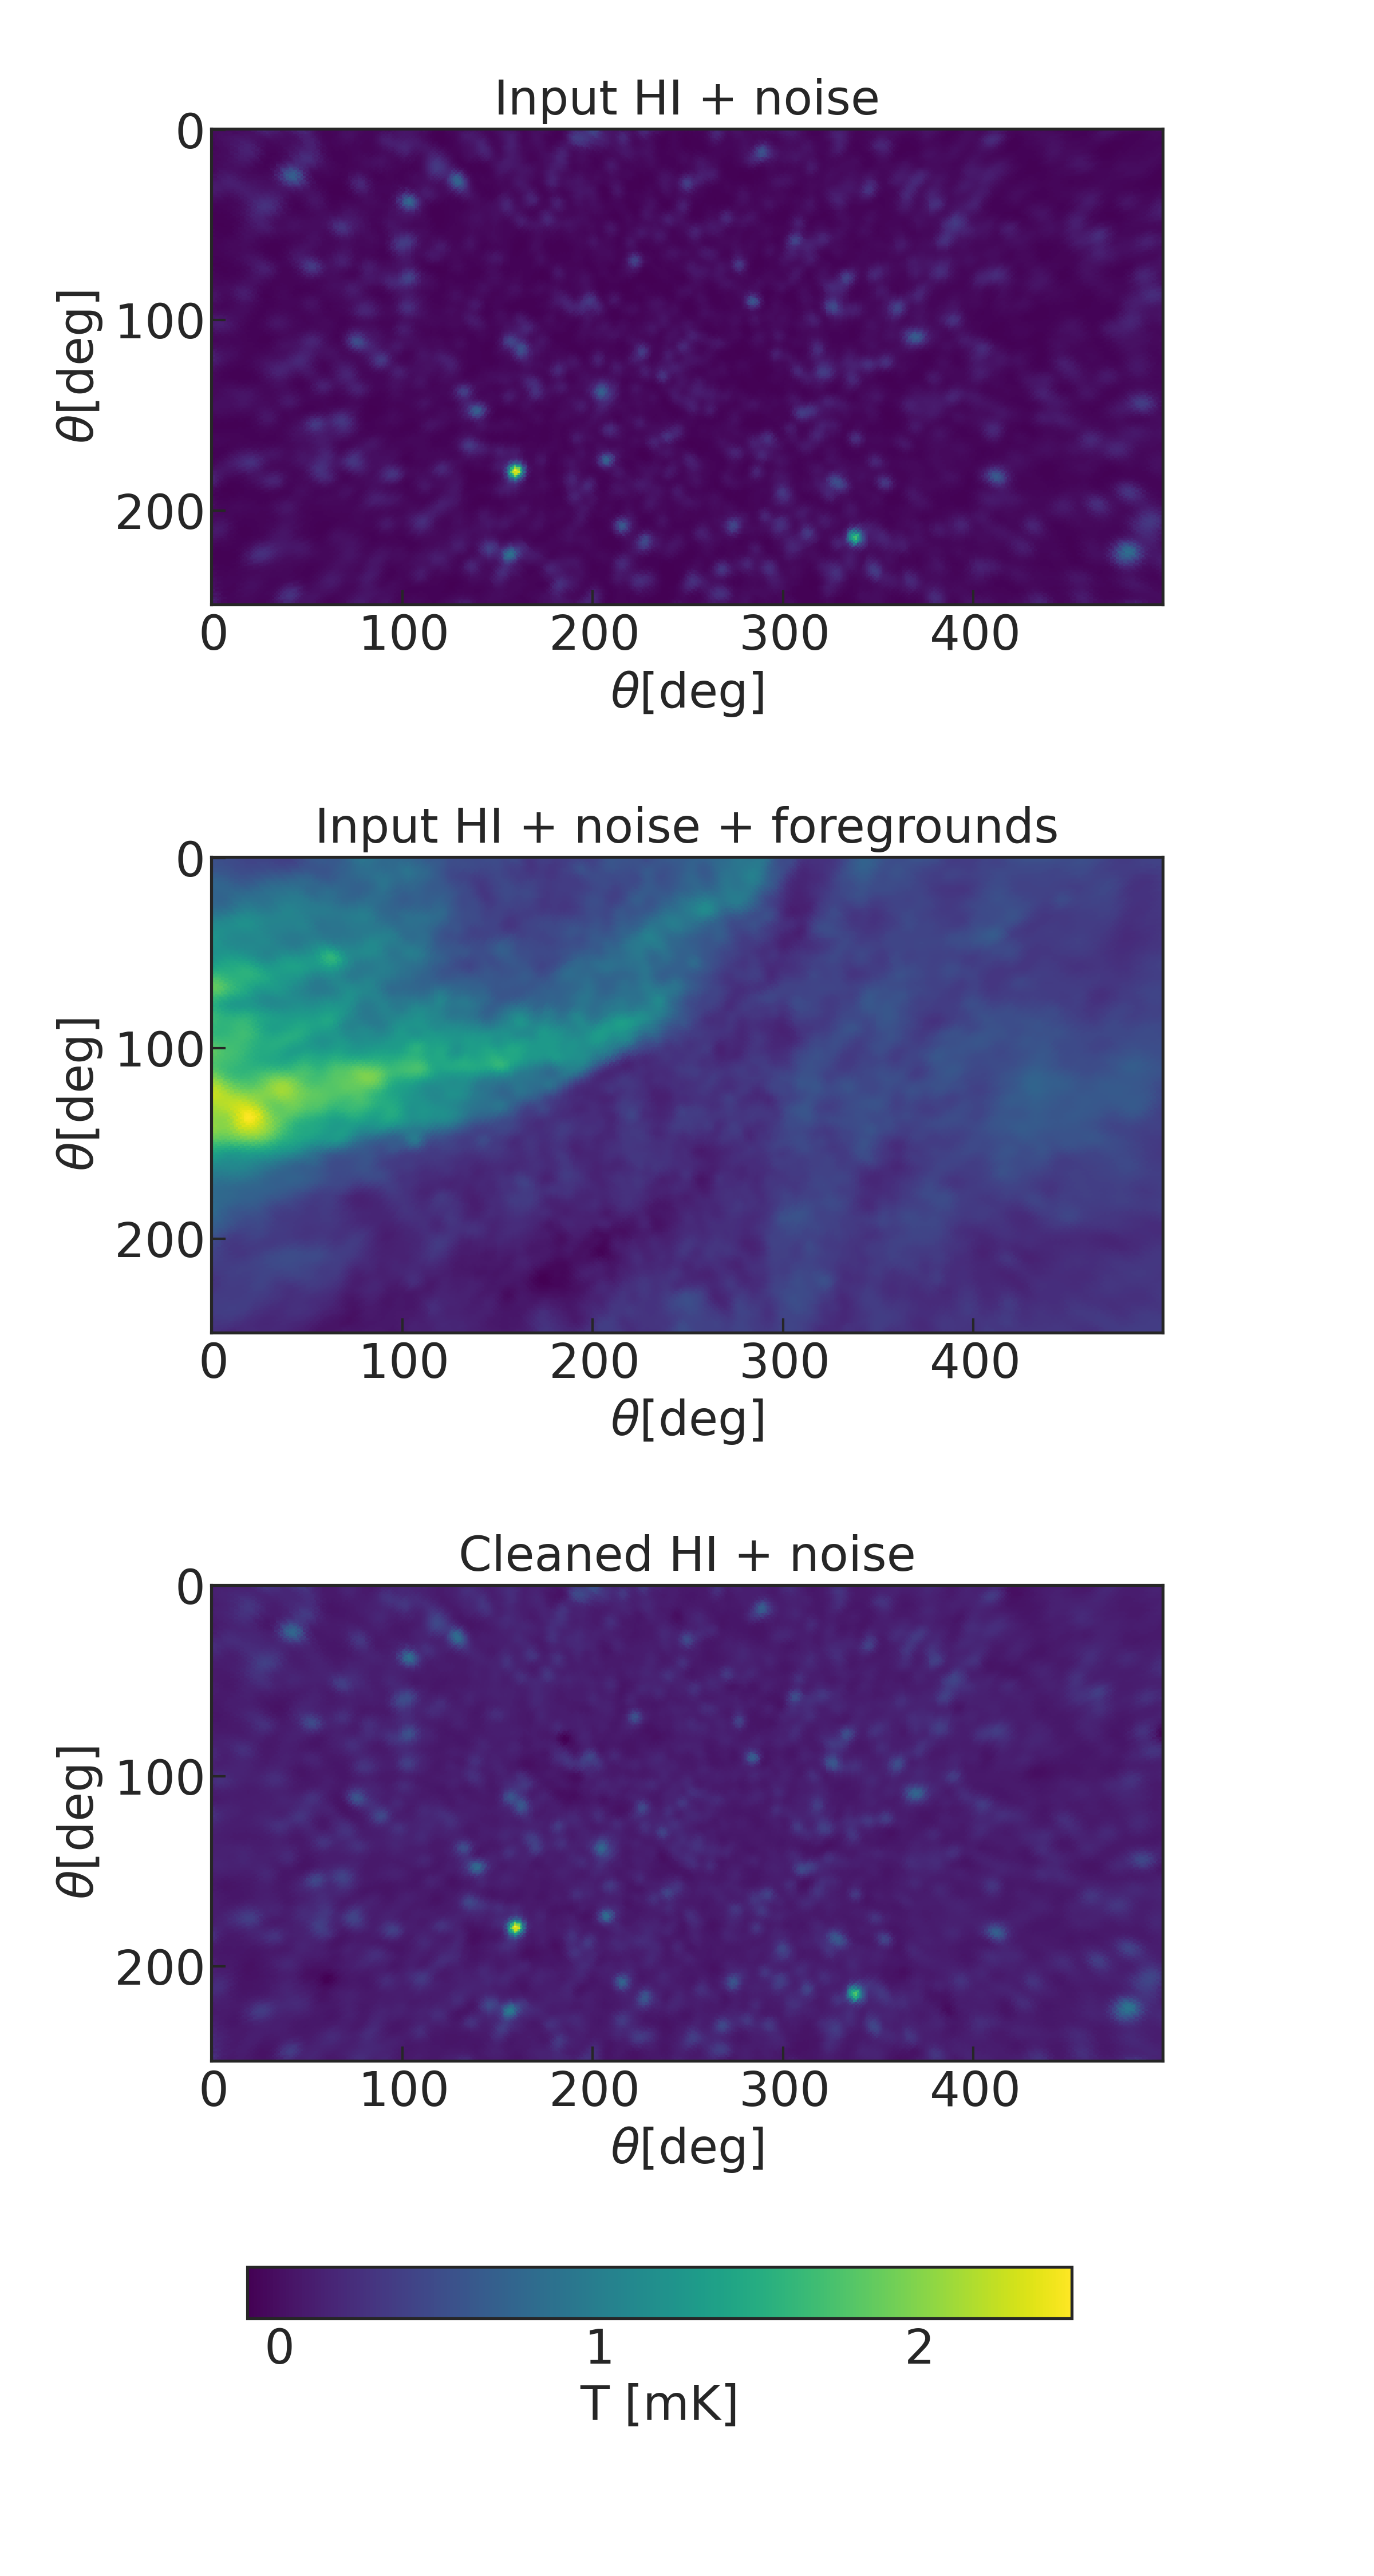 Input HI + noise
0
100
200
θ[deg]
0 100 200 300 400
θ[deg]
Input HI + noise + foregrounds
0
100
200
θ[deg]
0 100 200 300 400
θ[deg]
Cleaned HI + noise
0
100
200
θ[deg]
0 100 200 300 400
θ[deg]
0 1 2
T [mK]